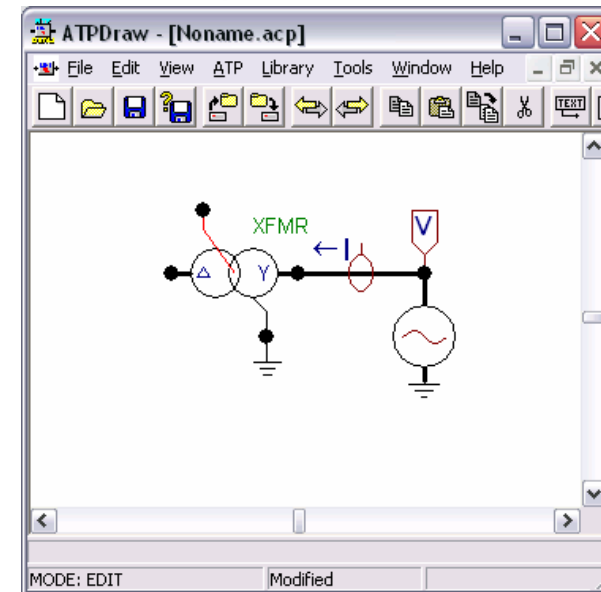 ATPDraw - [Noname.acp]
File Edit View ATP Library Tools Window Help
TEXT
XFMR
V
← I
Δ Y
MODE: EDIT Modified